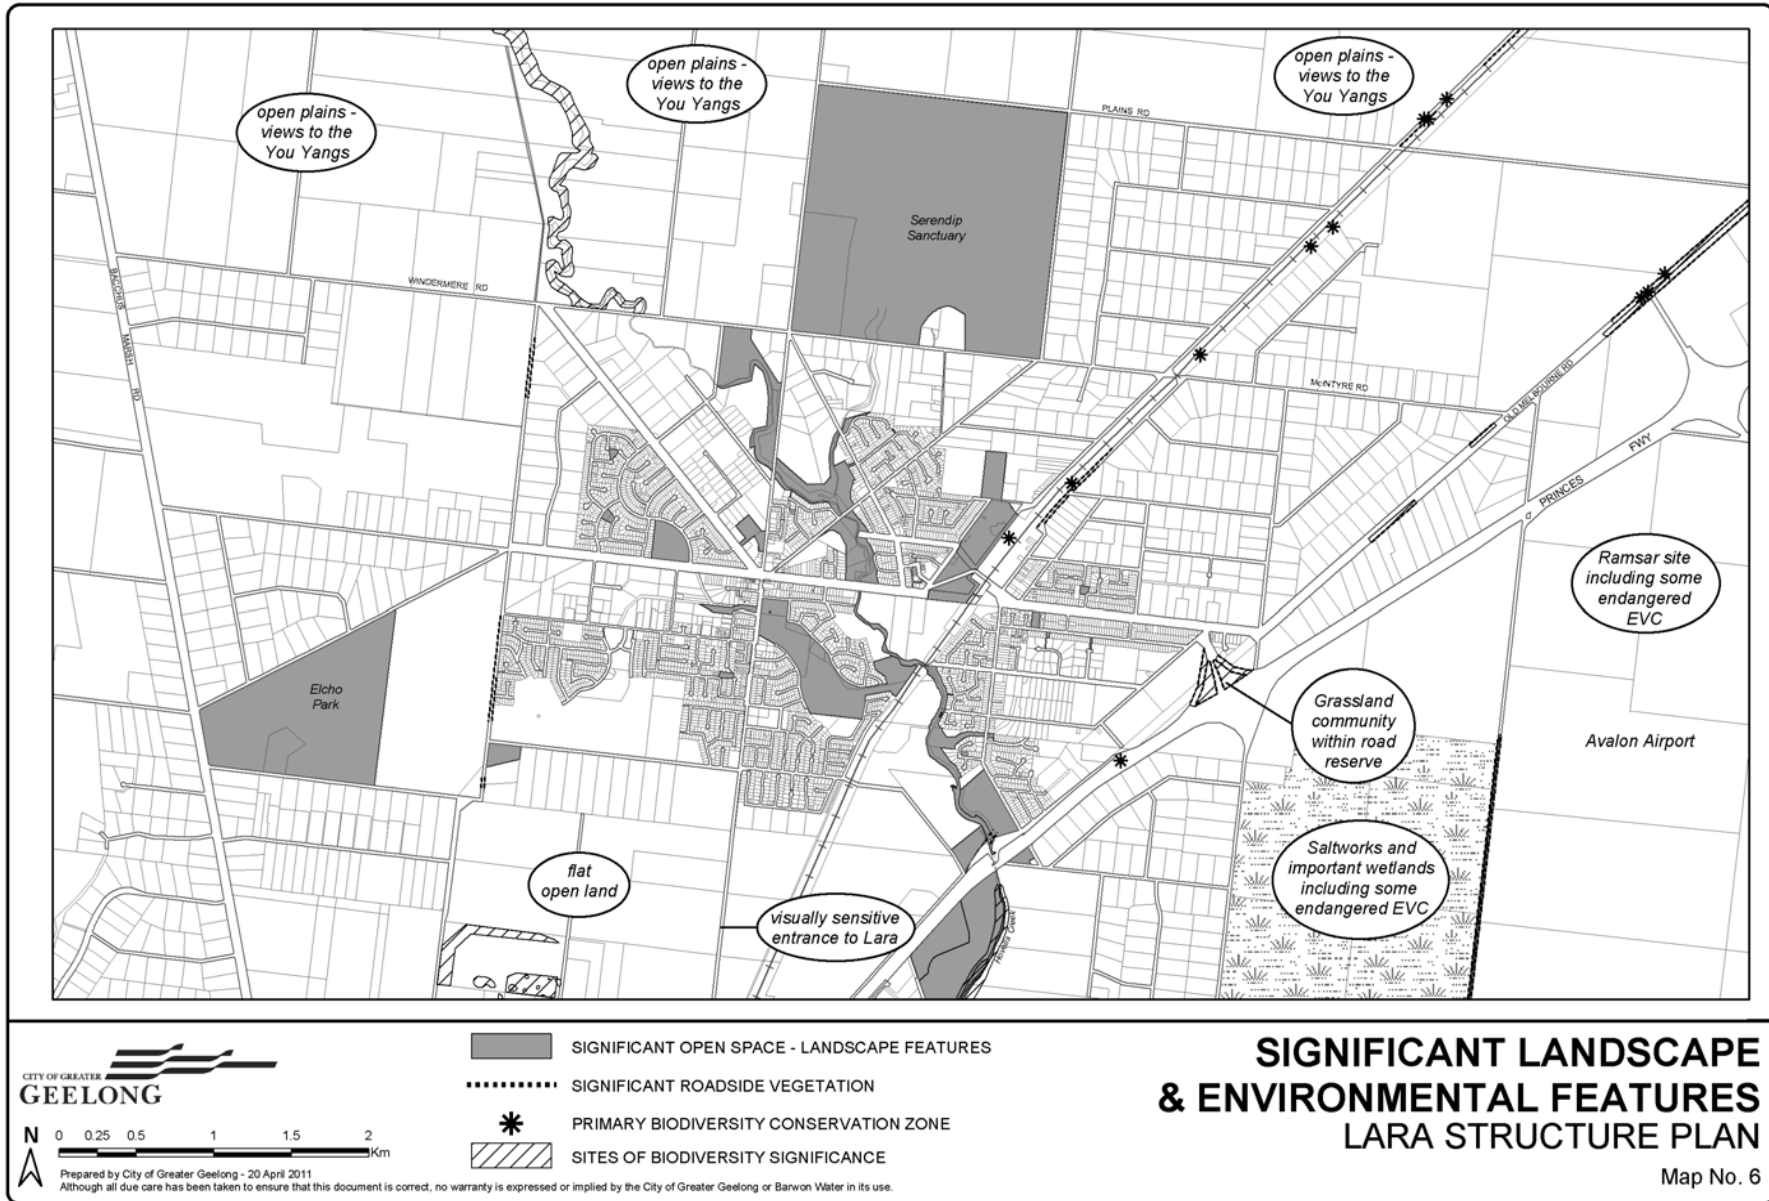 open plains -
views to the
You Yangs
open plains -
views to the
You Yangs
open plains -
views to the
You Yangs
PLAINS RD
Serendip
Sanctuary
BACCHUS MARSH RD
WINDERMERE RD
McINTYRE RD
OLD MELBOURNE RD
PRINCES FWY
Ramsar site
including some
endangered
EVC
Elcho
Park
Grassland
community
within road
reserve
Avalon Airport
flat
open land
visually sensitive
entrance to Lara
Hovells Creek
Saltworks and
important wetlands
including some
endangered EVC
CITY OF GREATER
GEELONG
N
0 0.25 0.5 1 1.5 2
Km
Prepared by City of Greater Geelong - 20 April 2011
Although all due care has been taken to ensure that this document is correct, no warranty is expressed or implied by the City of Greater Geelong or Barwon Water in its use.
SIGNIFICANT OPEN SPACE - LANDSCAPE FEATURES
SIGNIFICANT ROADSIDE VEGETATION
PRIMARY BIODIVERSITY CONSERVATION ZONE
SITES OF BIODIVERSITY SIGNIFICANCE
SIGNIFICANT LANDSCAPE
& ENVIRONMENTAL FEATURES
LARA STRUCTURE PLAN
Map No. 6